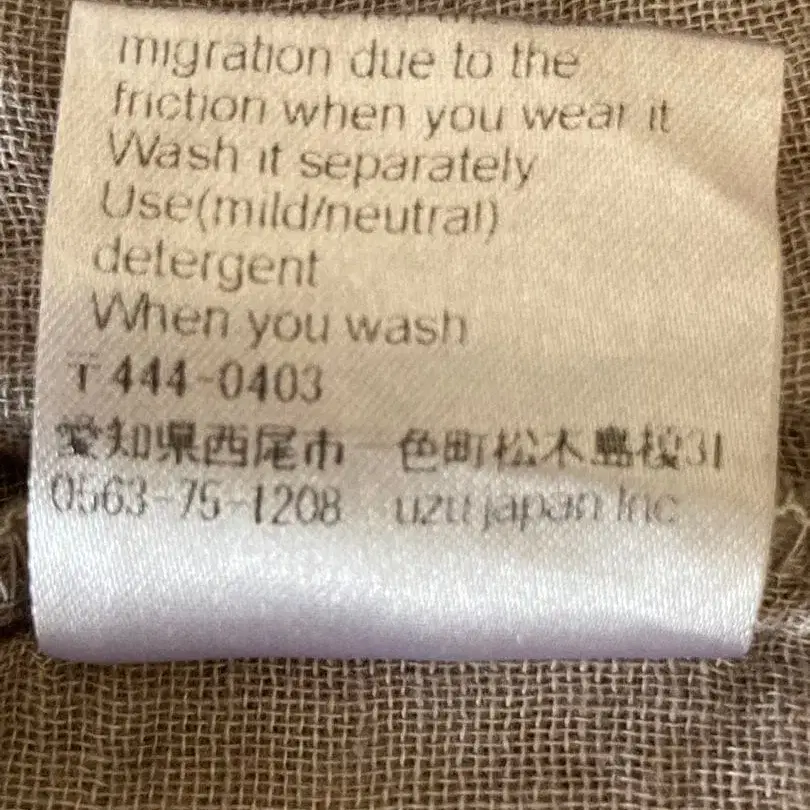 migration due to the
friction when you wear it
Wash it separately
Use(mild/neutral)
detergent
When you wash
〒444-0403
愛知県西尾市一色町松木島榎31
0563-75-1208 uzu japan Inc